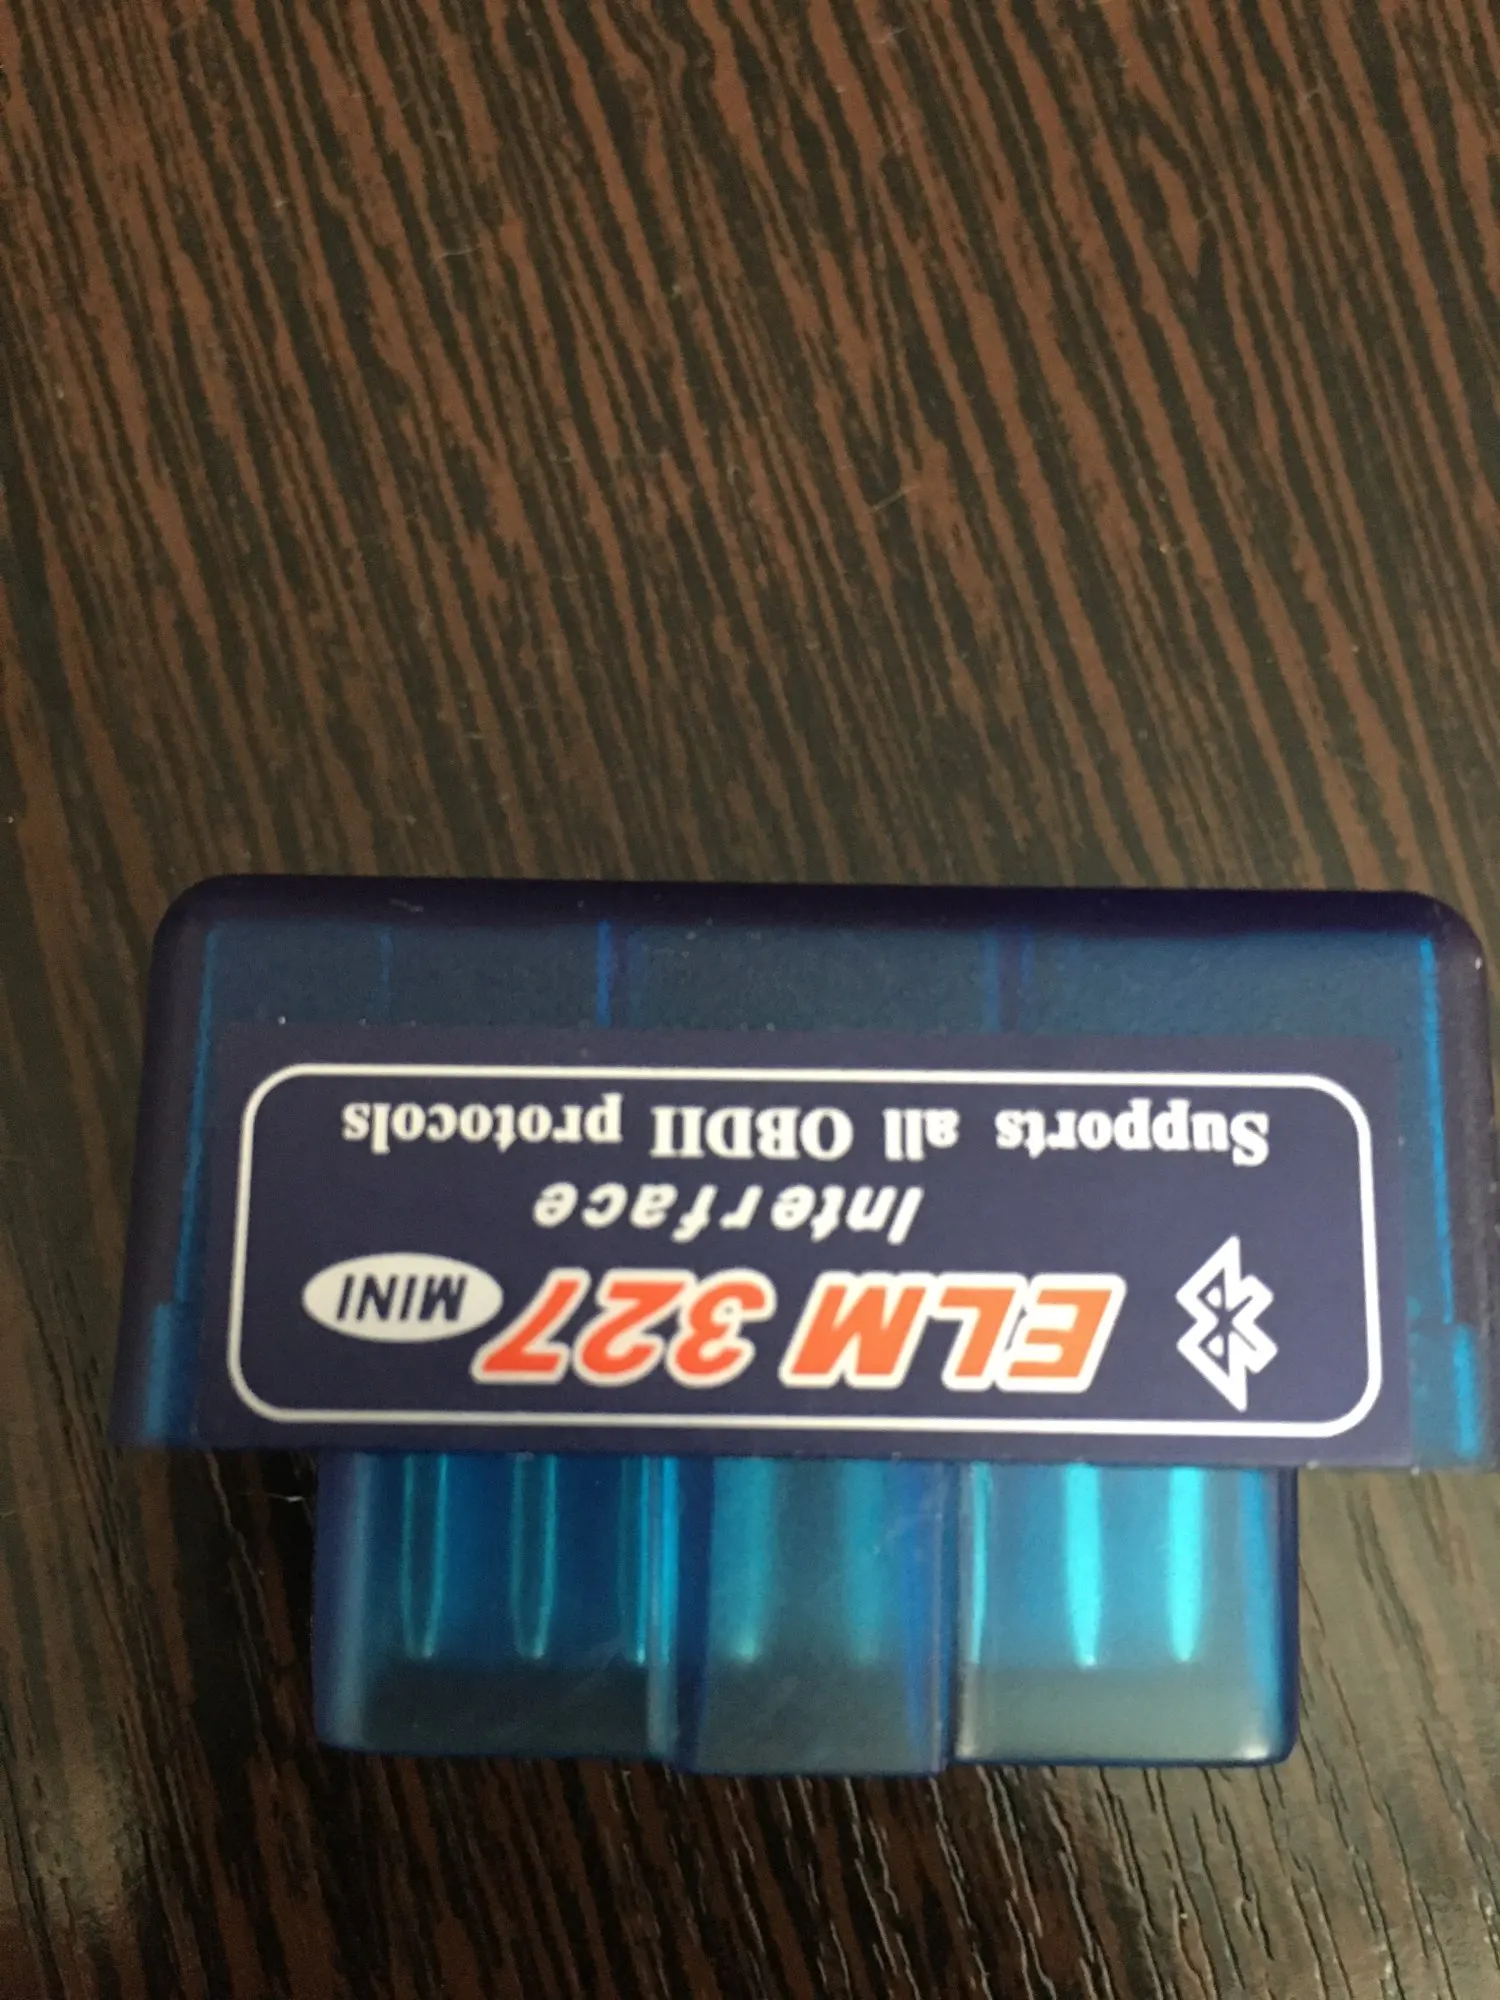 ELM 327 MINI
Interface
Supports all OBDII protocols